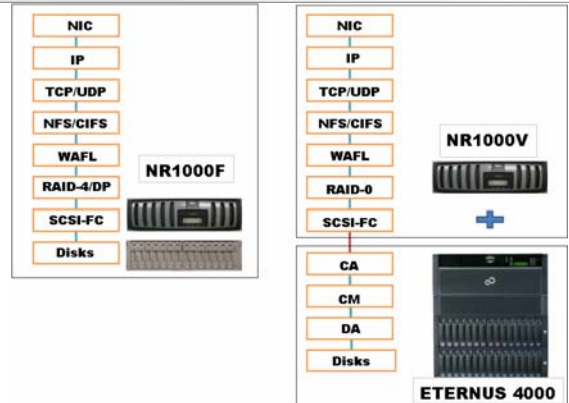 NIC
IP
TCP/UDP
NFS/CIFS
WAFL
RAID-4/DP
SCSI-FC
Disks
NR1000F
NIC
IP
TCP/UDP
NFS/CIFS
WAFL
RAID-0
SCSI-FC
NR1000V
CA
CM
DA
Disks
ETERNUS 4000